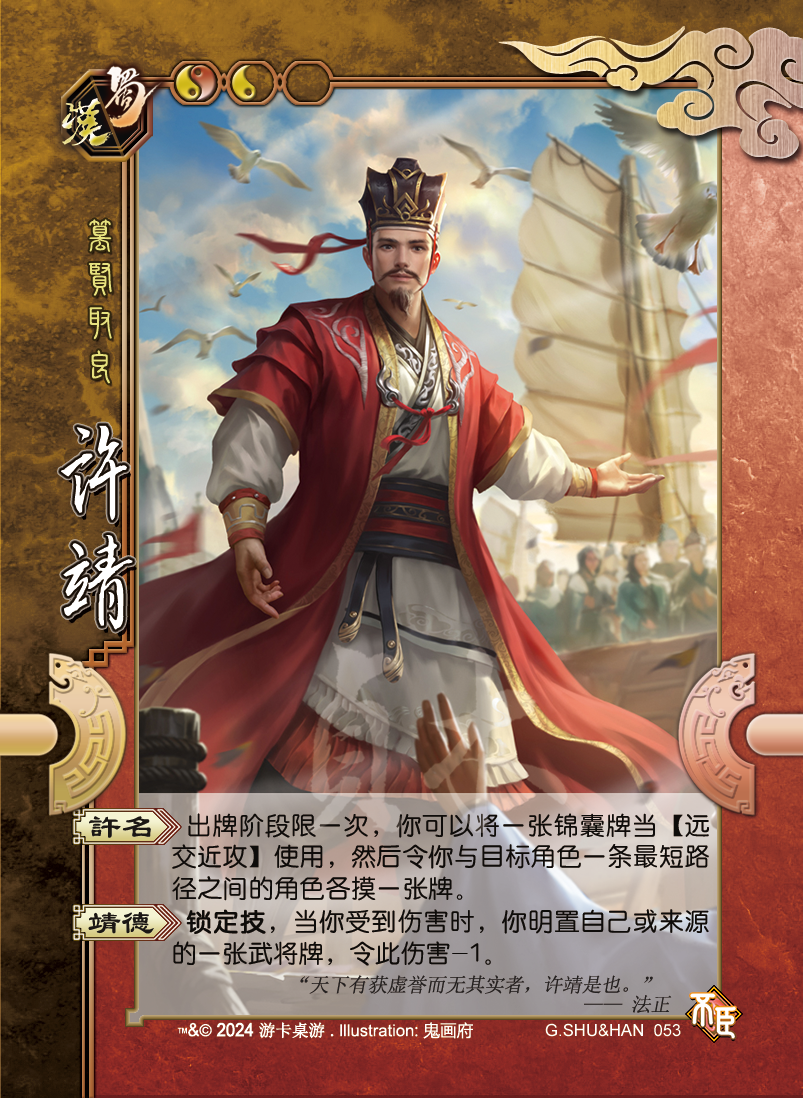 蜀
漢
篹賢取良
许靖
許名 出牌阶段限一次，你可以将一张锦囊牌当【远
交近攻】使用，然后令你与目标角色一条最短路
径之间的角色各摸一张牌。
靖德 锁定技，当你受到伤害时，你明置自己或来源
的一张武将牌，令此伤害-1。
“天下有获虚誉而无其实者，许靖是也。”
—— 法正
不臣
™&© 2024 游卡桌游 . Illustration: 鬼画府
G.SHU&HAN 053